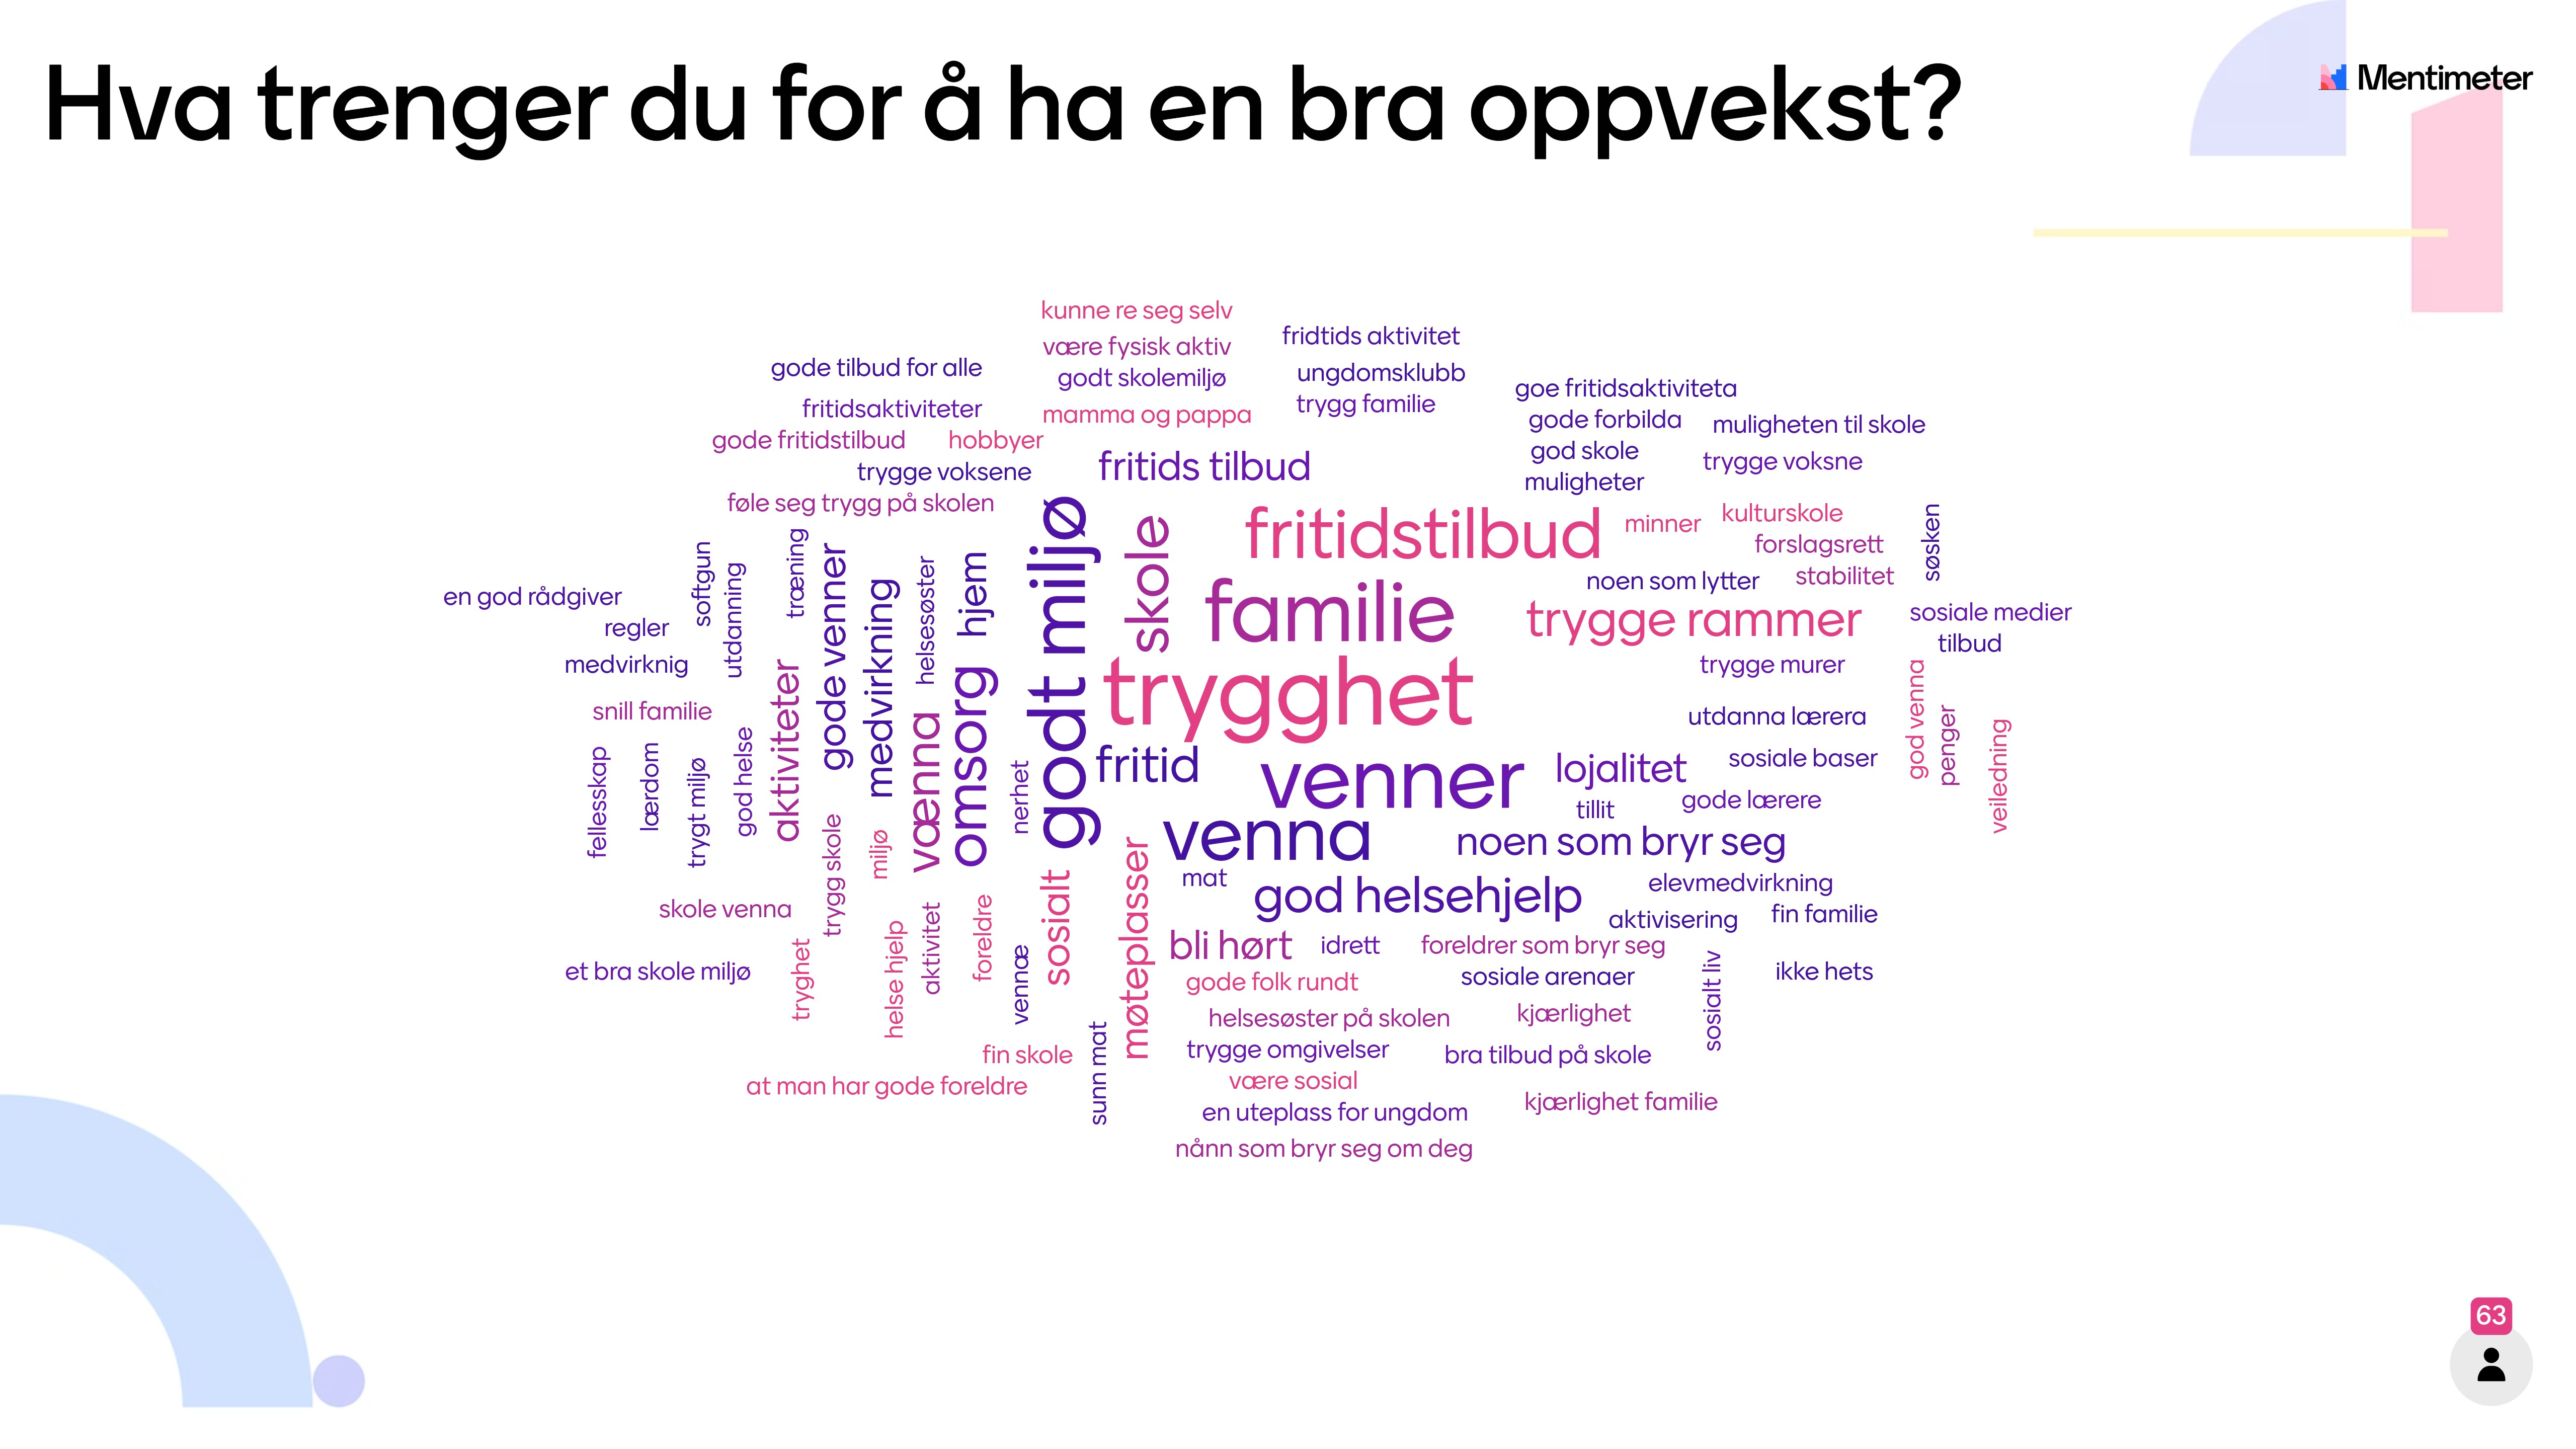 Hva trenger du for å ha en bra oppvekst?
Mentimeter
kunne re seg selv
fridtids aktivitet
være fysisk aktiv
gode tilbud for alle
godt skolemiljø
ungdomsklubb
goe fritidsaktiviteta
fritidsaktiviteter
mamma og pappa
trygg familie
gode forbilda
muligheten til skole
gode fritidstilbud
hobbyer
god skole
trygge voksene
fritids tilbud
trygge voksne
muligheter
føle seg trygg på skolen
fritidstilbud
minner
kulturskole
forslagsrett
søsken
godt miljø
skole
softgun
utdanning
træning
gode venner
medvirkning
helsesøster
hjem
familie
noen som lytter
stabilitet
en god rådgiver
regler
trygge rammer
sosiale medier
tilbud
medvirknig
trygghet
trygge murer
snill familie
utdanna lærera
god venna
penger
veiledning
fellesskap
lærdom
trygt miljø
god helse
aktiviteter
vænna
omsorg
nerhet
fritid
venner
lojalitet
sosiale baser
tillit
gode lærere
venna
noen som bryr seg
trygg skole
miljø
mat
god helsehjelp
elevmedvirkning
skole venna
aktivisering
fin familie
tryghet
helse hjelp
aktivitet
foreldre
vennæ
sosialt
møteplasser
bli hørt
idrett
foreldrer som bryr seg
et bra skole miljø
gode folk rundt
sosiale arenaer
sosialt liv
ikke hets
helsesøster på skolen
kjærlighet
fin skole
sunn mat
trygge omgivelser
bra tilbud på skole
at man har gode foreldre
være sosial
en uteplass for ungdom
kjærlighet familie
nånn som bryr seg om deg
63